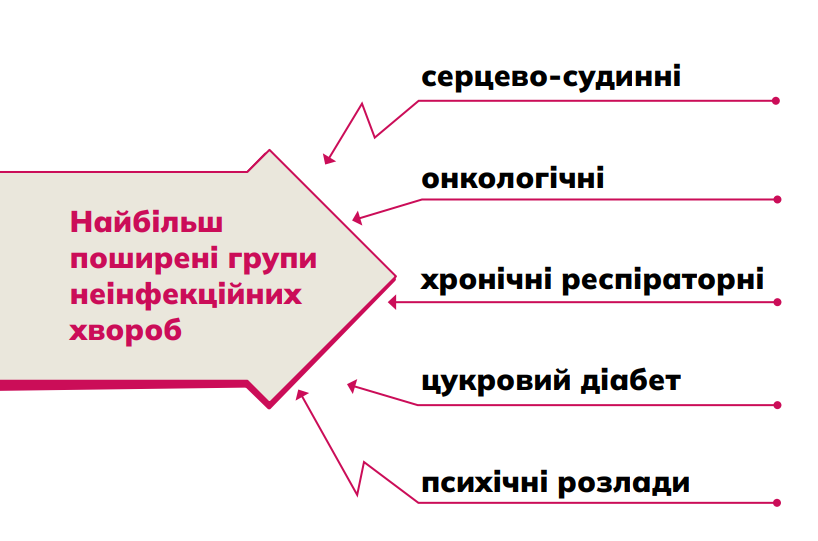 Найбільш
поширені групи
неінфекційних
хвороб
серцево-судинні
онкологічні
хронічні респіраторні
цукровий діабет
психічні розлади